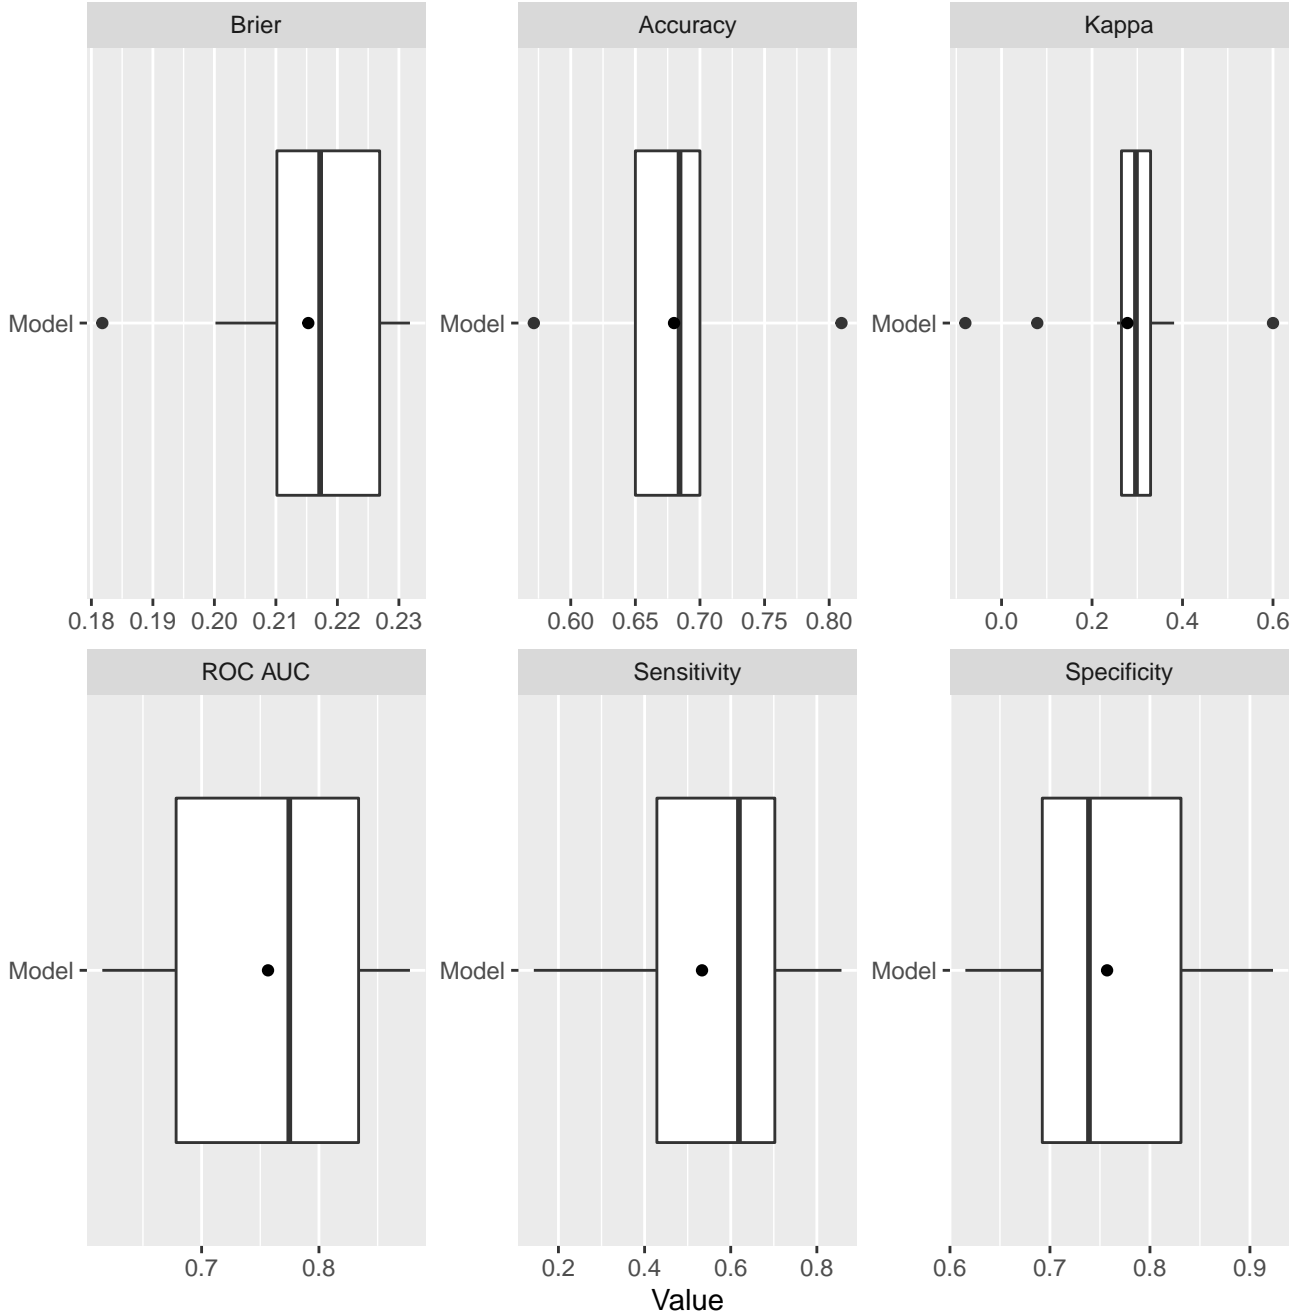 Brier Accuracy Kappa
Model Model Model
0.18 0.19 0.20 0.21 0.22 0.23 0.60 0.65 0.70 0.75 0.80 0.0 0.2 0.4 0.6
ROC AUC Sensitivity Specificity
Model Model Model
0.7 0.8 0.2 0.4 0.6 0.8 0.6 0.7 0.8 0.9
Value